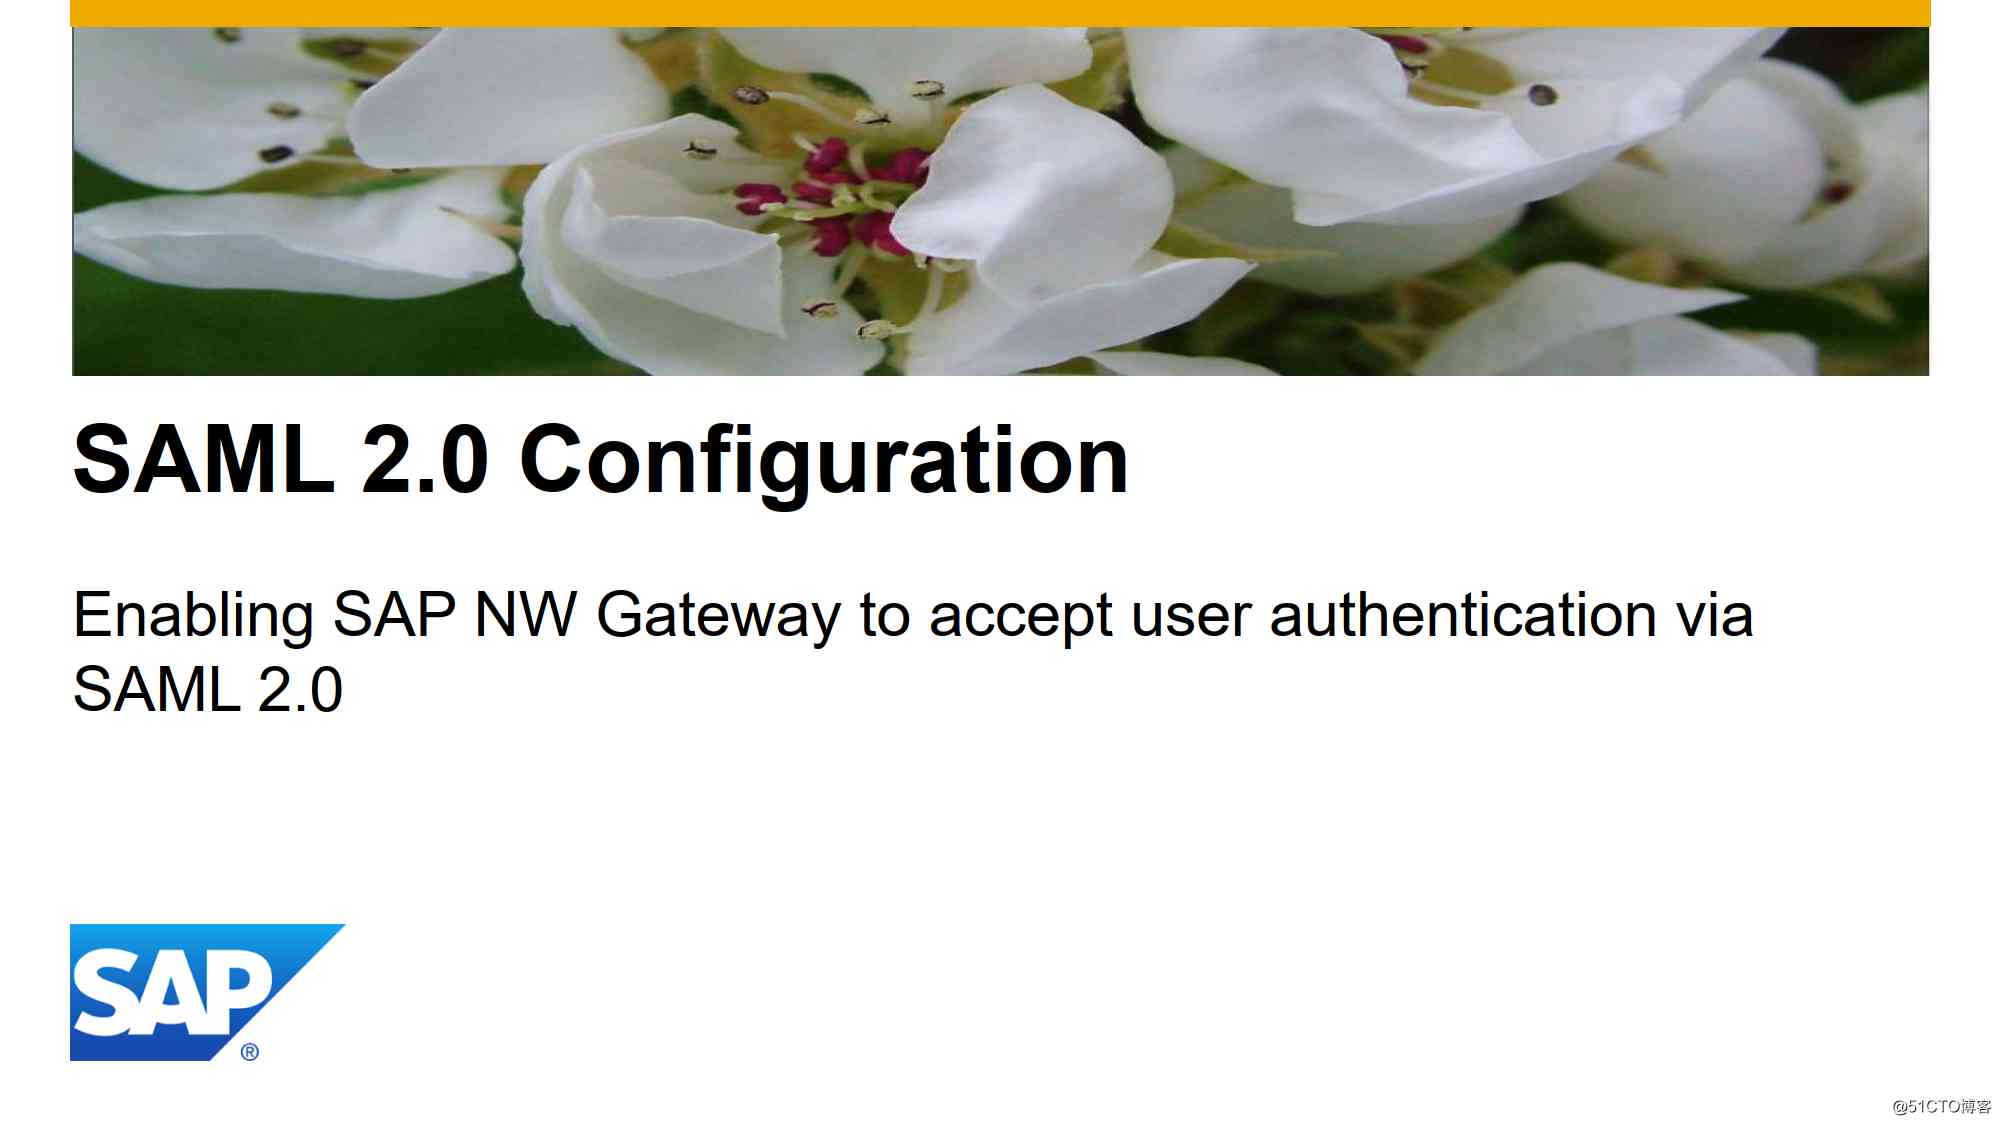 SAML 2.0 Configuration
Enabling SAP NW Gateway to accept user authentication via
SAML 2.0
SAP
®
@51CTO博客